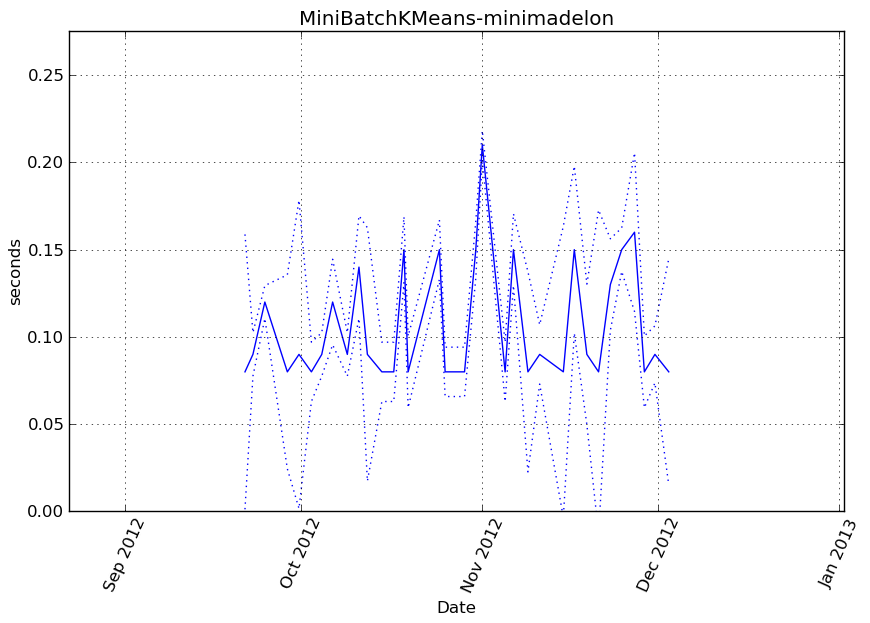 MiniBatchKMeans-minimadelon
0.25
0.20
0.15
0.10
0.05
0.00
seconds
Sep 2012
Oct 2012
Nov 2012
Dec 2012
Jan 2013
Date